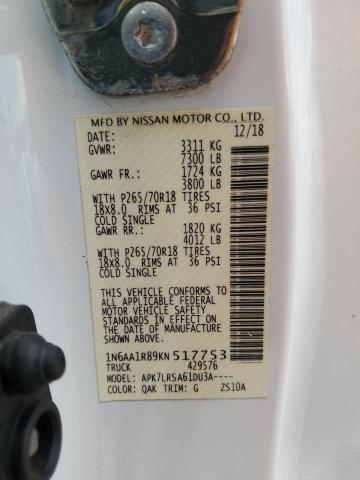 MFD BY NISSAN MOTOR CO., LTD.
DATE: 12/18
GVWR: 3311 KG
7300 LB
GAWR FR: 1724 KG
3800 LB
WITH P265/70R18 TIRES
18X8.0 RIMS AT 36 PSI
COLD SINGLE
GAWR RR: 1820 KG
4012 LB
WITH P265/70R18 TIRES
18X8.0 RIMS AT 36 PSI
COLD SINGLE
THIS VEHICLE CONFORMS TO
ALL APPLICABLE FEDERAL MOTOR
VEHICLE SAFETY STANDARDS IN
EFFECT ON THE DATE OF
MANUFACTURE SHOWN ABOVE.
1N6AA1R89KN517753
TRUCK 429576
MODEL: APK7LRSA61DU3A----
COLOR: QAK TRIM: G ZS10A